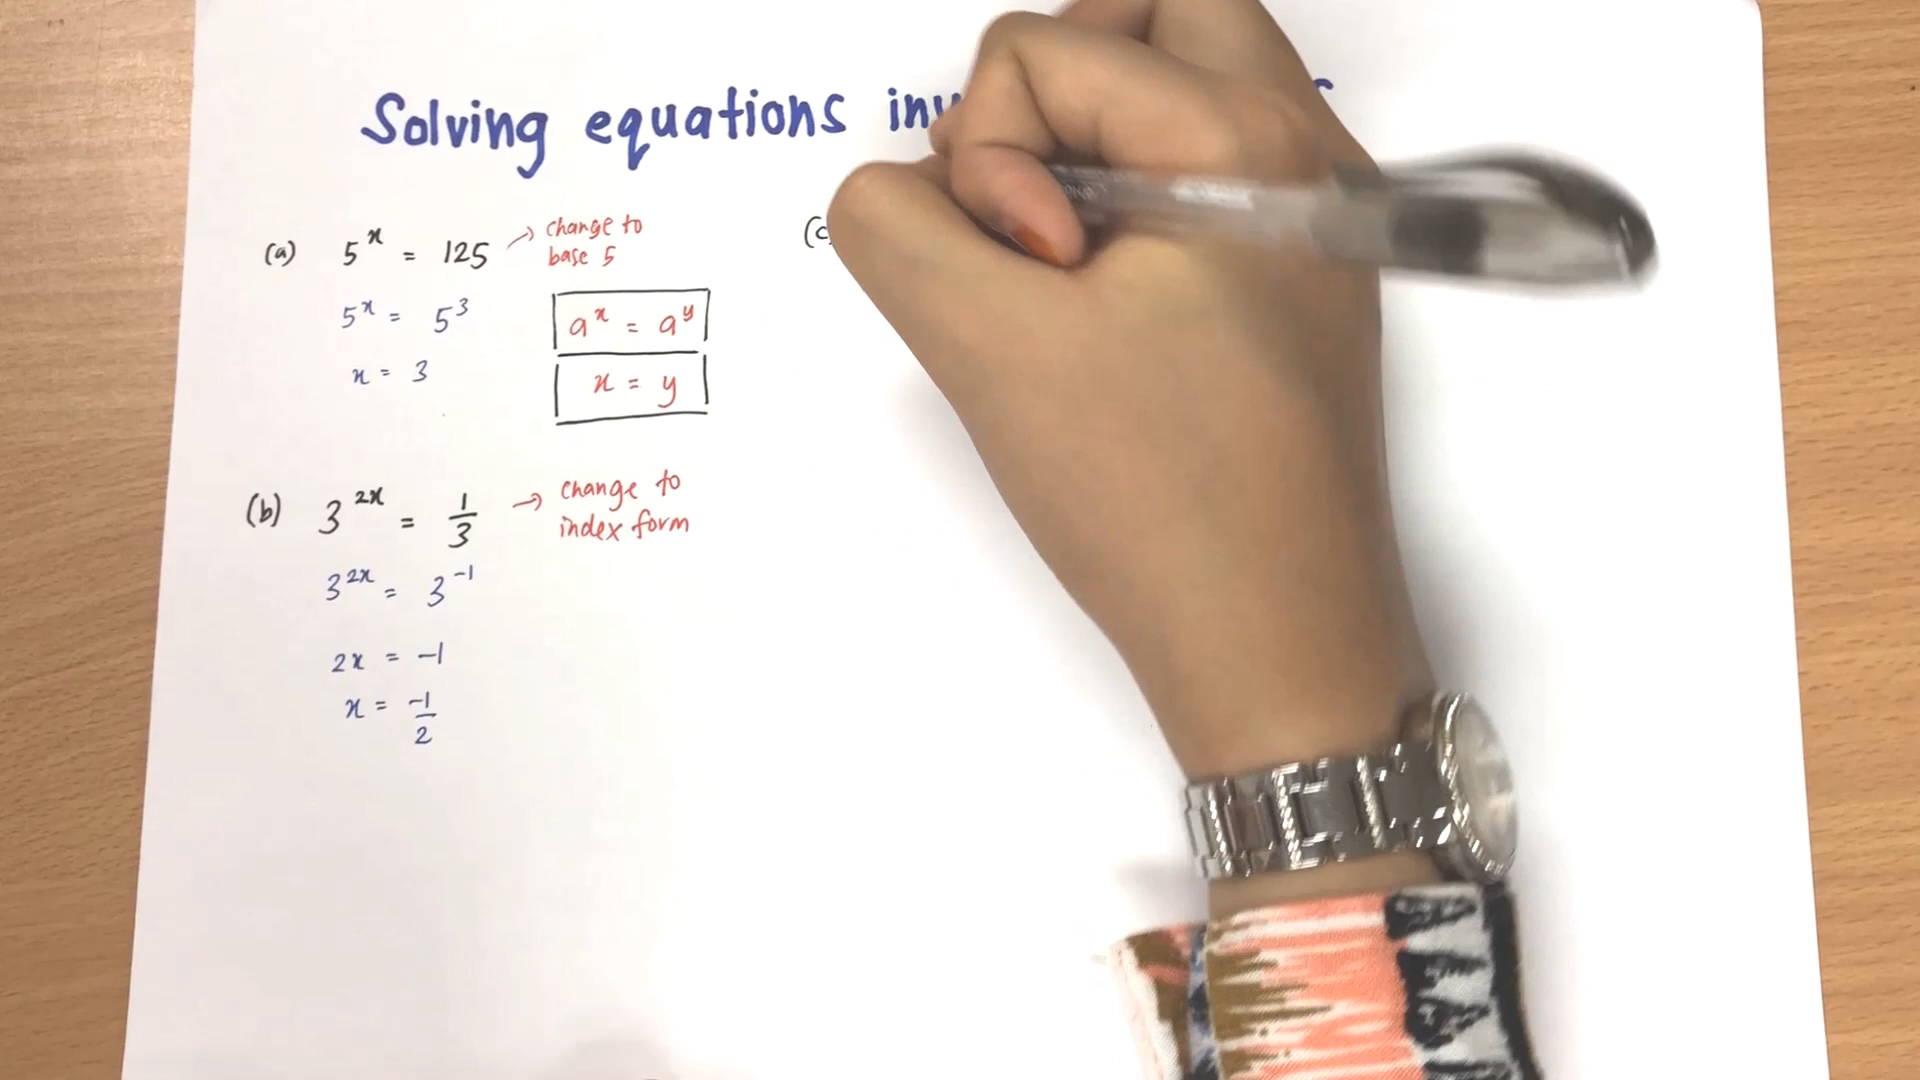 Solving equations
(a) 5^x = 125 → change to
base 5
5^x = 5^3
x = 3
a^x = a^y
x = y
(b) 3^2x = 1/3 → change to
index form
3^2x = 3^-1
2x = -1
x = -1/2
(c